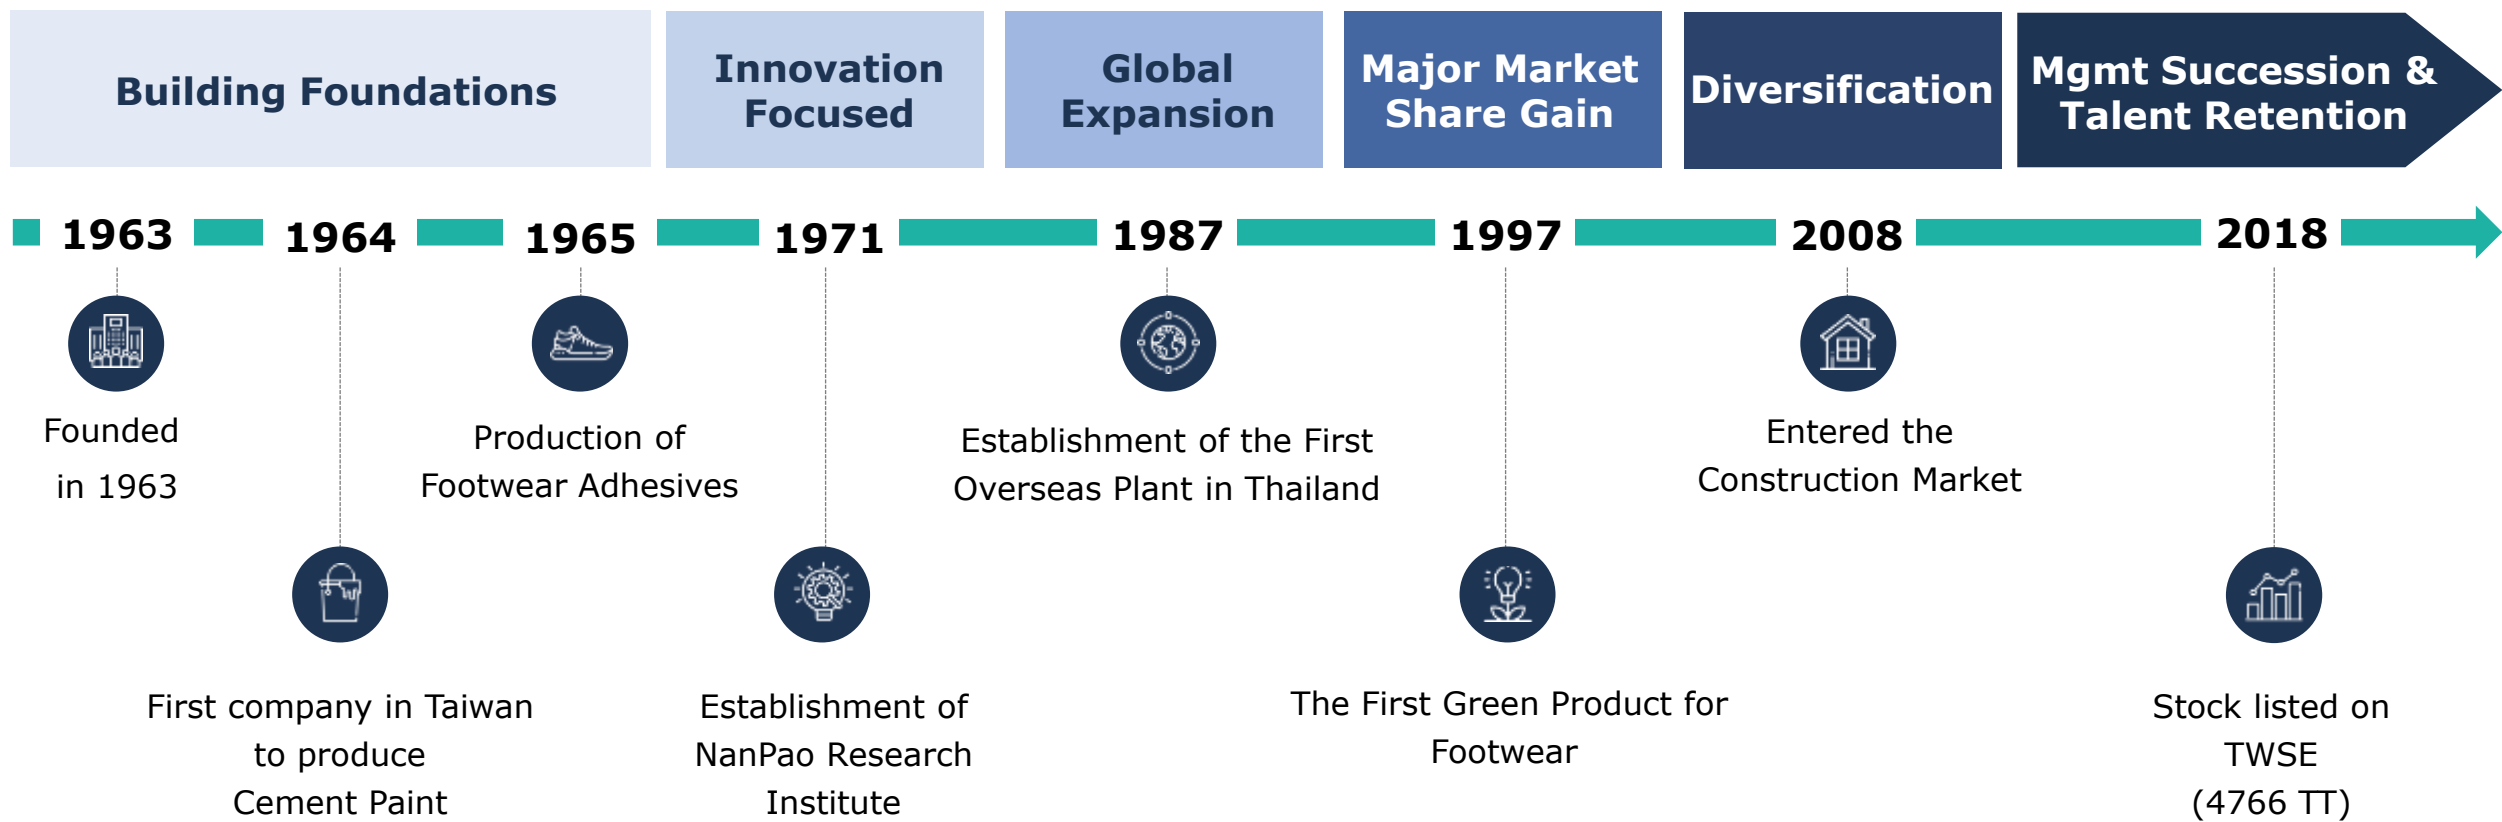 Building Foundations
Innovation
Focused
Global
Expansion
Major Market
Share Gain
Diversification
Mgmt Succession &
Talent Retention
1963
1964
1965
1971
1987
1997
2008
2018
Founded
in 1963
Production of
Footwear Adhesives
Establishment of the First
Overseas Plant in Thailand
Entered the
Construction Market
First company in Taiwan
to produce
Cement Paint
Establishment of
NanPao Research
Institute
The First Green Product for
Footwear
Stock listed on
TWSE
(4766 TT)